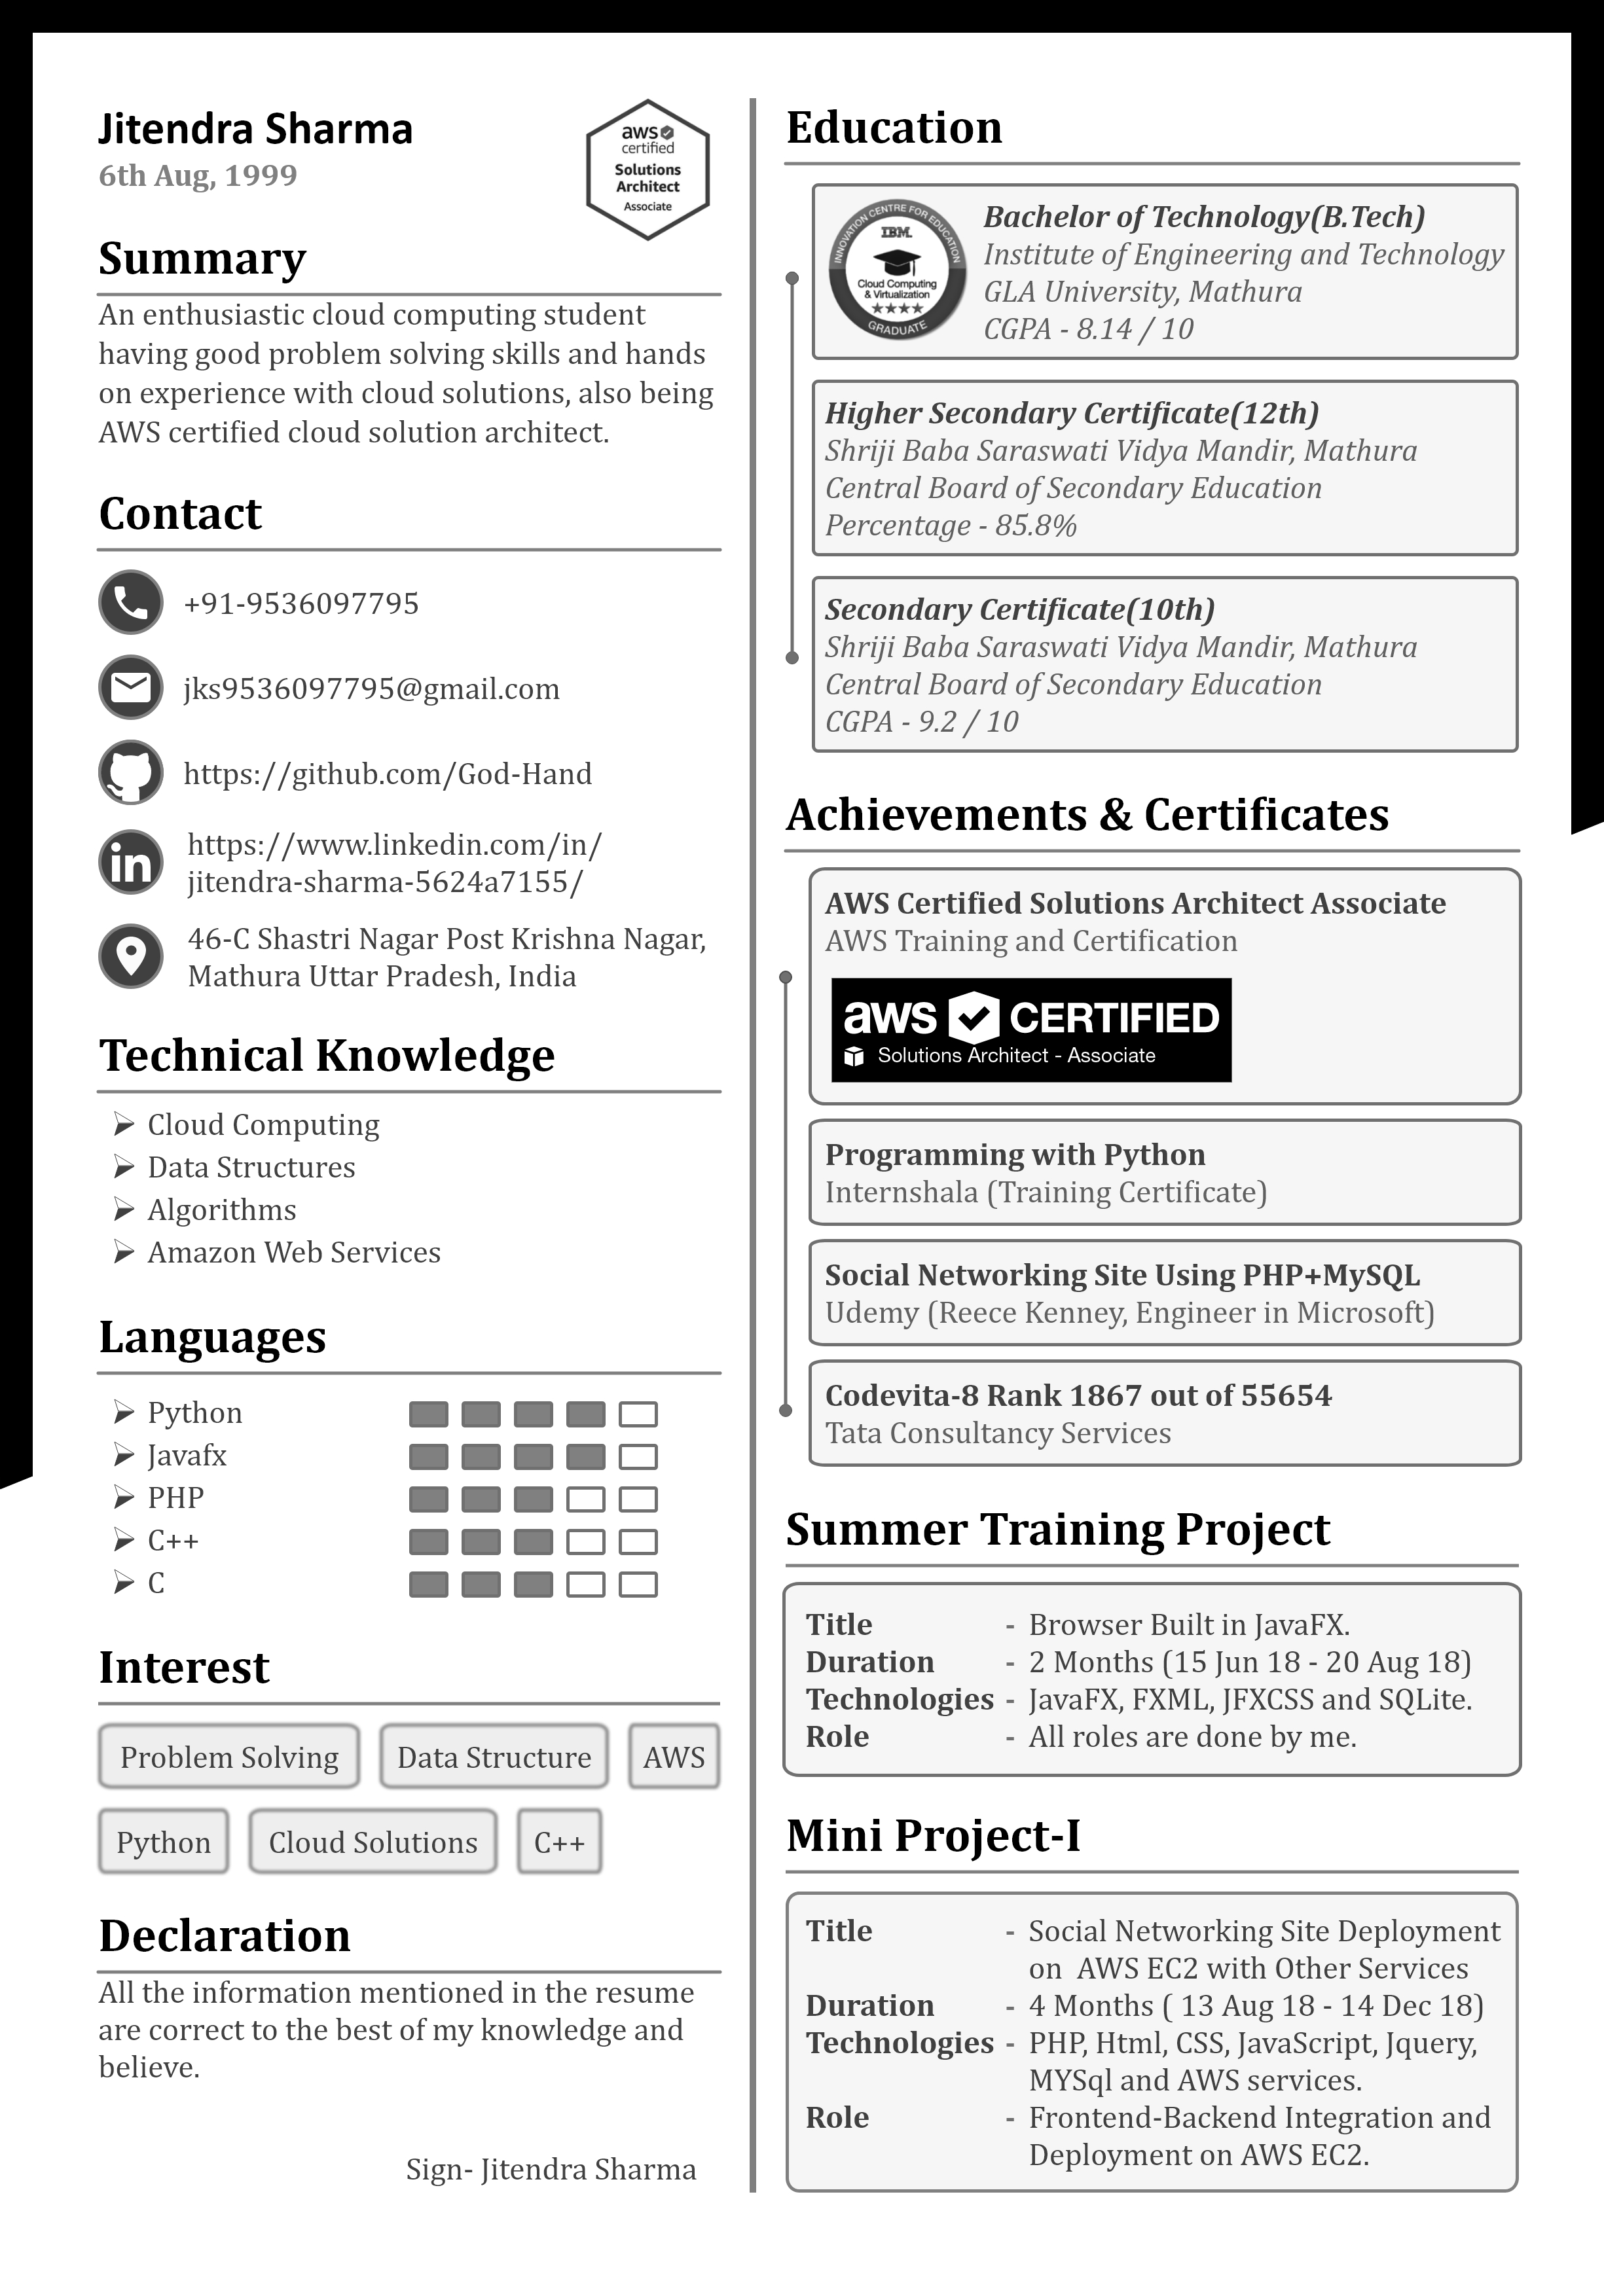 Jitendra Sharma
6th Aug, 1999
aws
certified
Solutions
Architect
Associate
Summary
An enthusiastic cloud computing student
having good problem solving skills and hands
on experience with cloud solutions, also being
AWS certified cloud solution architect.
Contact
+91-9536097795
jks9536097795@gmail.com
https://github.com/God-Hand
in
https://www.linkedin.com/in/
jitendra-sharma-5624a7155/
46-C Shastri Nagar Post Krishna Nagar,
Mathura Uttar Pradesh, India
Technical Knowledge
Cloud Computing
Data Structures
Algorithms
Amazon Web Services
Languages
Python
Javafx
PHP
C++
C
Interest
Problem Solving Data Structure AWS
Python Cloud Solutions C++
Declaration
All the information mentioned in the resume
are correct to the best of my knowledge and
believe.
Sign- Jitendra Sharma
Education
INNOVATION CENTRE FOR EDUCATION
IBM
Cloud Computing
& Virtualization
GRADUATE
Bachelor of Technology(B.Tech)
Institute of Engineering and Technology
GLA University, Mathura
CGPA - 8.14 / 10
Higher Secondary Certificate(12th)
Shriji Baba Saraswati Vidya Mandir, Mathura
Central Board of Secondary Education
Percentage - 85.8%
Secondary Certificate(10th)
Shriji Baba Saraswati Vidya Mandir, Mathura
Central Board of Secondary Education
CGPA - 9.2 / 10
Achievements & Certificates
AWS Certified Solutions Architect Associate
AWS Training and Certification
aws CERTIFIED
Solutions Architect - Associate
Programming with Python
Internshala (Training Certificate)
Social Networking Site Using PHP+MySQL
Udemy (Reece Kenney, Engineer in Microsoft)
Codevita-8 Rank 1867 out of 55654
Tata Consultancy Services
Summer Training Project
Title - Browser Built in JavaFX.
Duration - 2 Months (15 Jun 18 - 20 Aug 18)
Technologies - JavaFX, FXML, JFXCSS and SQLite.
Role - All roles are done by me.
Mini Project-I
Title - Social Networking Site Deployment
on AWS EC2 with Other Services
Duration - 4 Months ( 13 Aug 18 - 14 Dec 18)
Technologies - PHP, Html, CSS, JavaScript, Jquery,
MYSql and AWS services.
Role - Frontend-Backend Integration and
Deployment on AWS EC2.